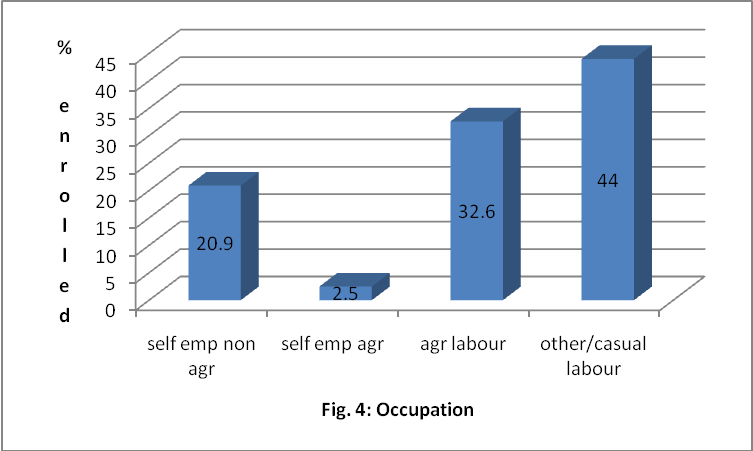 % enrolled
45
40
35
30
25
20
15
10
5
0
20.9
2.5
32.6
44
self emp non agr
self emp agr
agr labour
other/casual labour
Fig. 4: Occupation